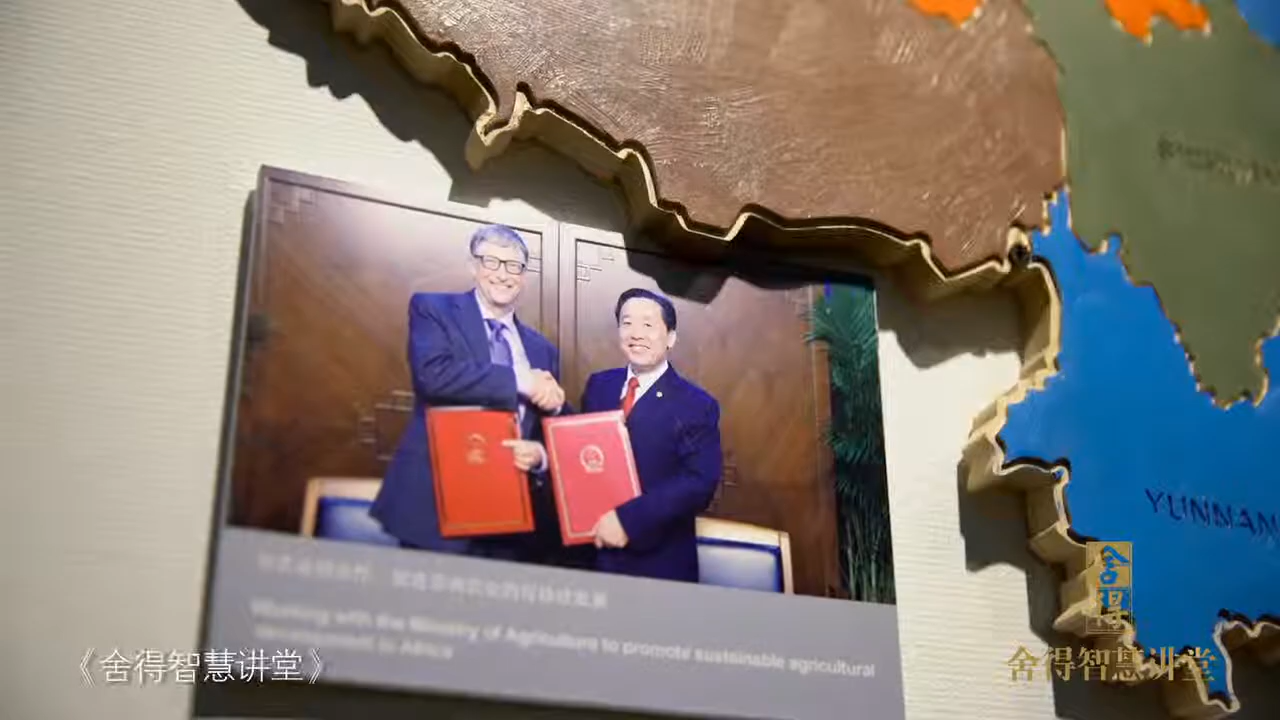 YUNNAN
Working with the Ministry of Agriculture to promote sustainable agricultural
development in Africa
《舍得智慧讲堂》
舍得
舍得智慧讲堂